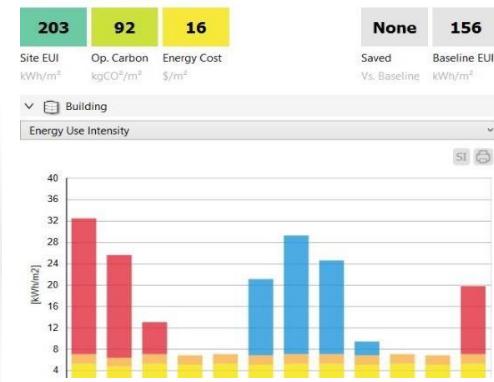 203 92 16 None 156
Site EUI Op. Carbon Energy Cost Saved Baseline EUI
kWh/m² kgCO²/m² $/m² Vs. Baseline kWh/m²
Building
Energy Use Intensity
SI
40
36
32
28
24
20
16
12
8
4
[kWh/m2]